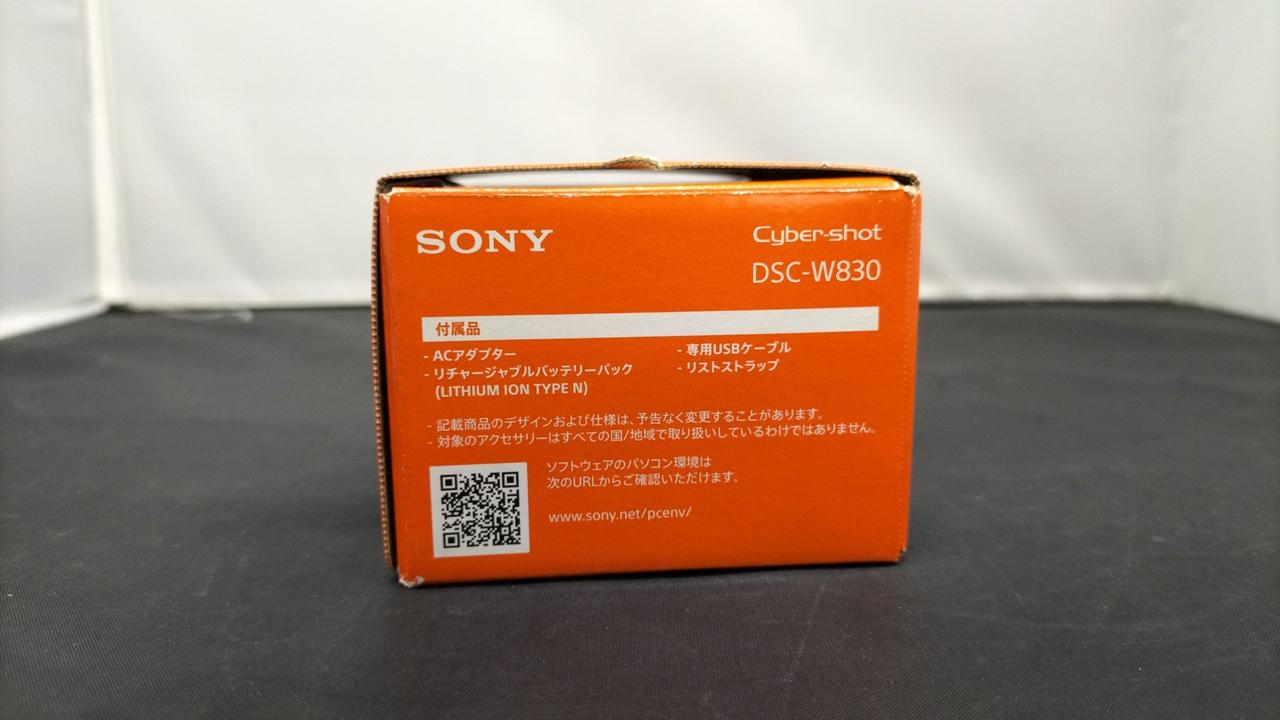 SONY
Cyber-shot
DSC-W830
付属品
- ACアダプター
- リチャージャブルバッテリーパック
(LITHIUM ION TYPE N)
- 専用USBケーブル
- リストストラップ
- 記載商品のデザインおよび仕様は、予告なく変更することがあります。
- 対象のアクセサリーはすべての国/地域で取り扱いしているわけではありません。
ソフトウェアのパソコン環境は
次のURLからご確認いただけます。
www.sony.net/pcenv/